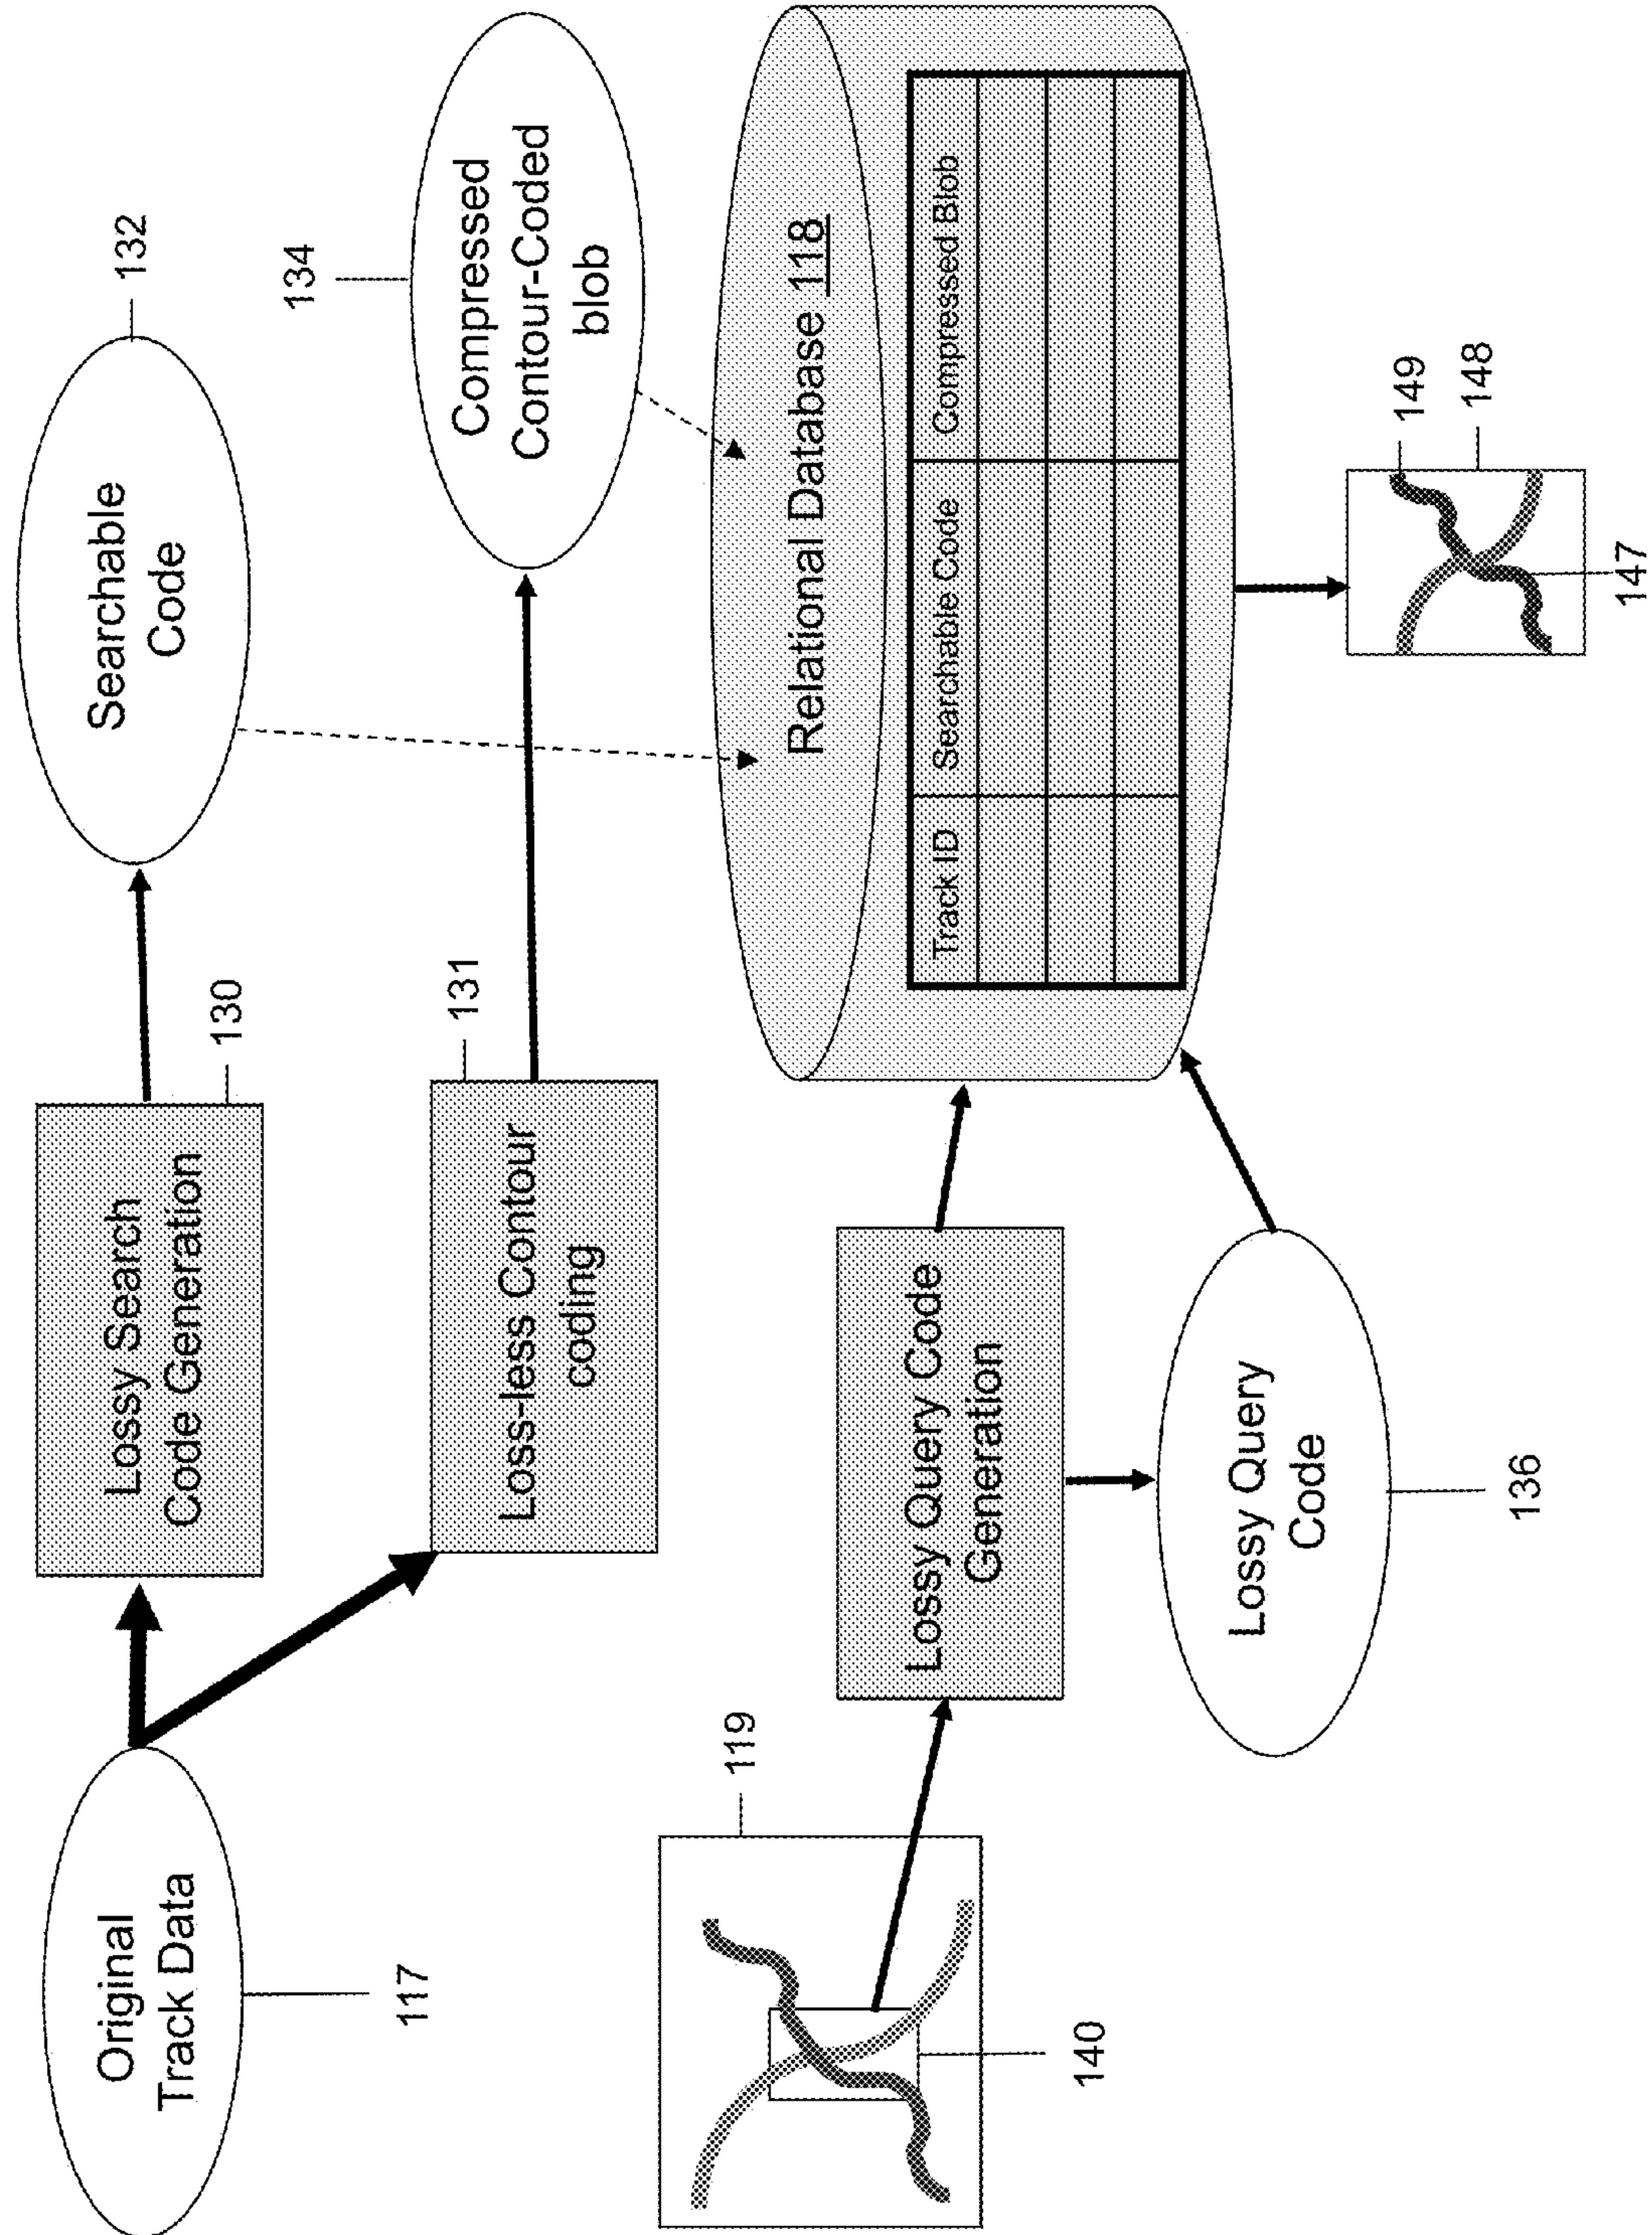 Original
Track Data
117
Lossy Search
Code Generation
130
Searchable
Code
132
Loss-less Contour
coding
131
Compressed
Contour-Coded
blob
134
119
140
Lossy Query Code
Generation
Lossy Query
Code
136
Relational Database 118
Track ID
Searchable Code
Compressed Blob
149
148
147